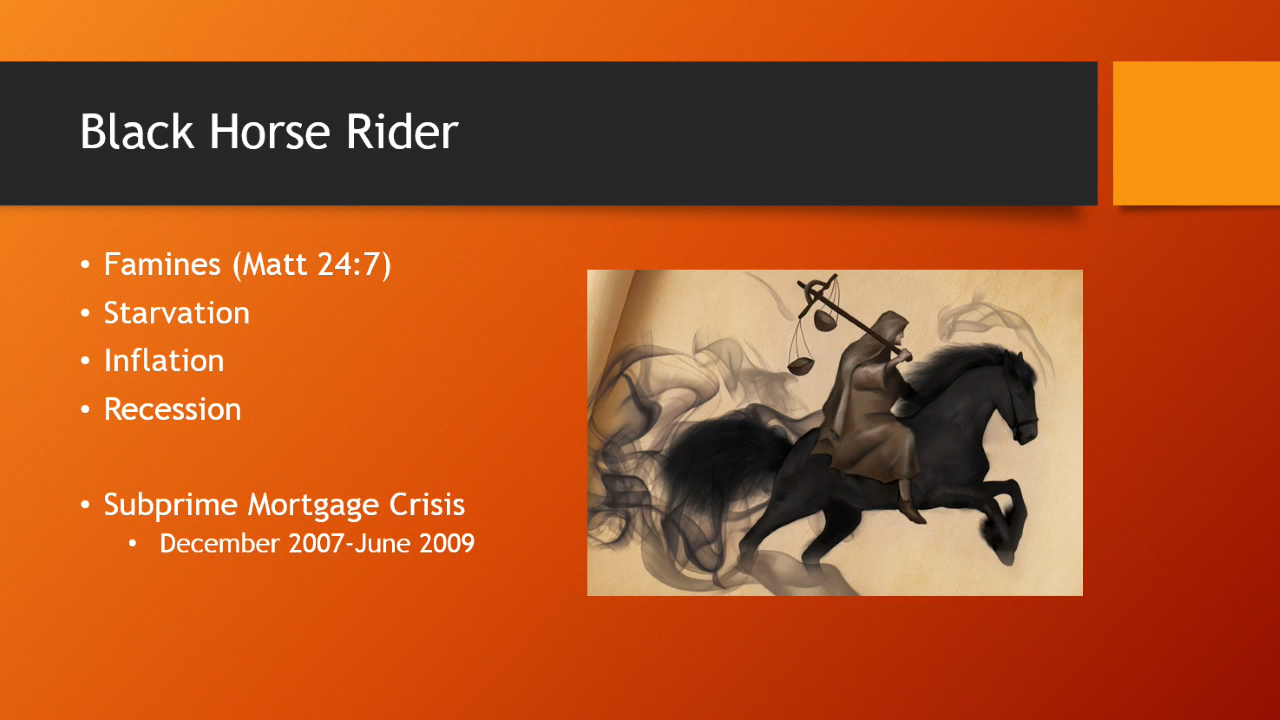 Black Horse Rider
• Famines (Matt 24:7)
• Starvation
• Inflation
• Recession
• Subprime Mortgage Crisis
• December 2007-June 2009